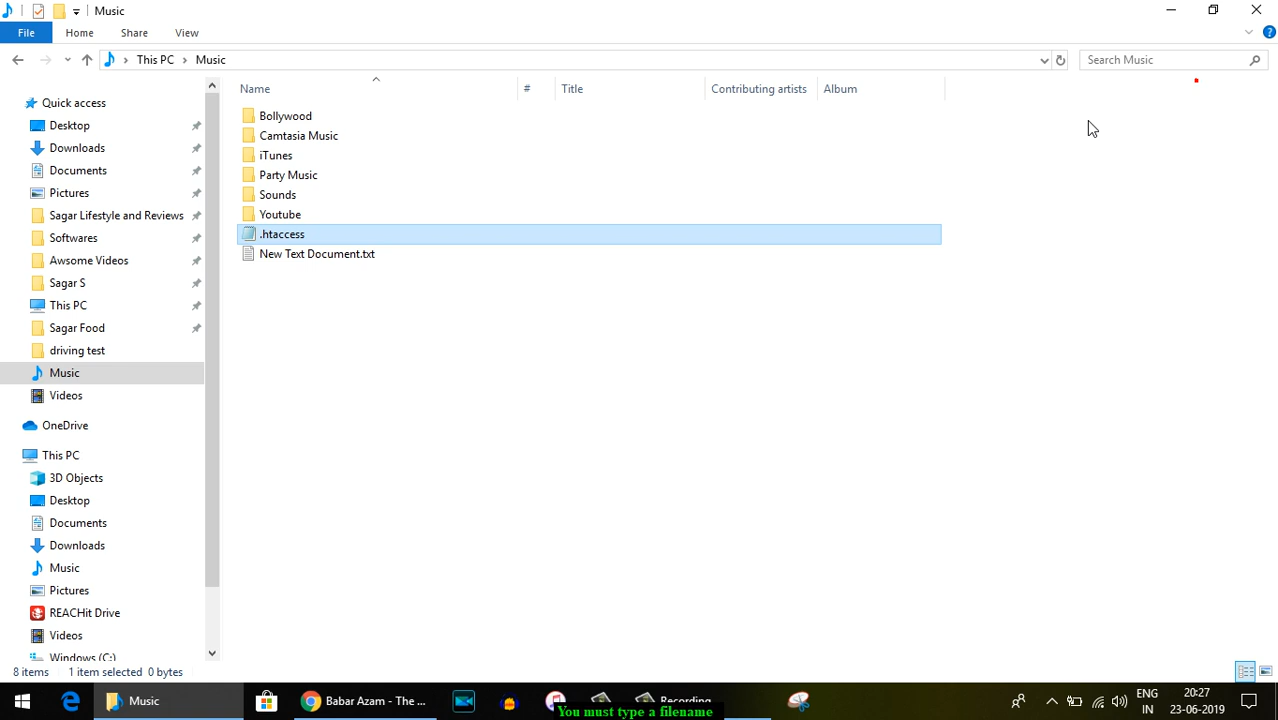 Music
File Home Share View
This PC Music
Search Music
Name # Title Contributing artists Album
Quick access
Desktop
Downloads
Documents
Pictures
Sagar Lifestyle and Reviews
Softwares
Awsome Videos
Sagar S
This PC
Sagar Food
driving test
Music
Videos
OneDrive
This PC
3D Objects
Desktop
Documents
Downloads
Music
Pictures
REACHit Drive
Videos
Windows (C:)
Bollywood
Camtasia Music
iTunes
Party Music
Sounds
Youtube
.htaccess
New Text Document.txt
8 items 1 item selected 0 bytes
Music
Babar Azam - The ...
Recording...
You must type a filename
ENG
IN
20:27
23-06-2019